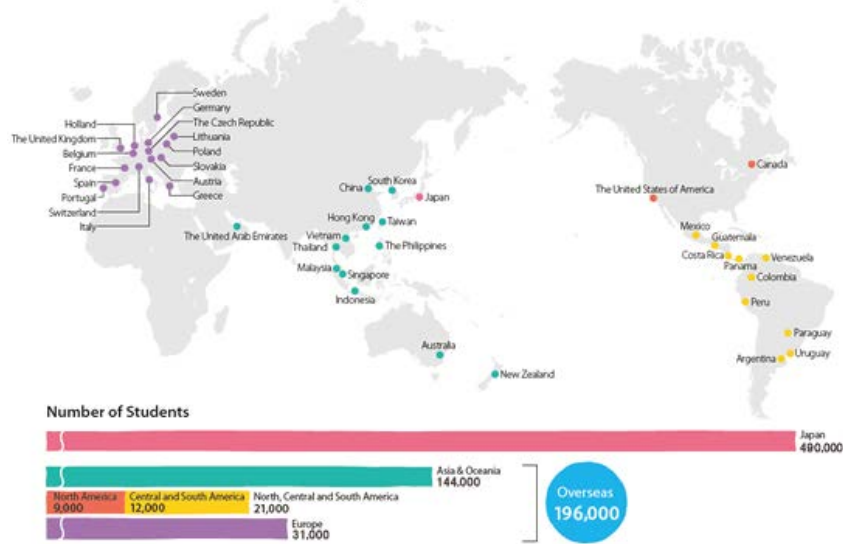 Sweden
Germany
Holland
The Czech Republic
The United Kingdom
Lithuania
Belgium
Poland
France
Slovakia
Spain
Austria
Portugal
Greece
Switzerland
Italy
The United Arab Emirates
China
South Korea
Japan
Hong Kong
Taiwan
Vietnam
Thailand
The Philippines
Malaysia
Singapore
Indonesia
Australia
New Zealand
Canada
The United States of America
Mexico
Guatemala
Costa Rica
Panama
Venezuela
Colombia
Peru
Paraguay
Uruguay
Argentina
Number of Students
Japan
490,000
Asia & Oceania
144,000
North America
9,000
Central and South America
12,000
North, Central and South America
21,000
Europe
31,000
Overseas
196,000